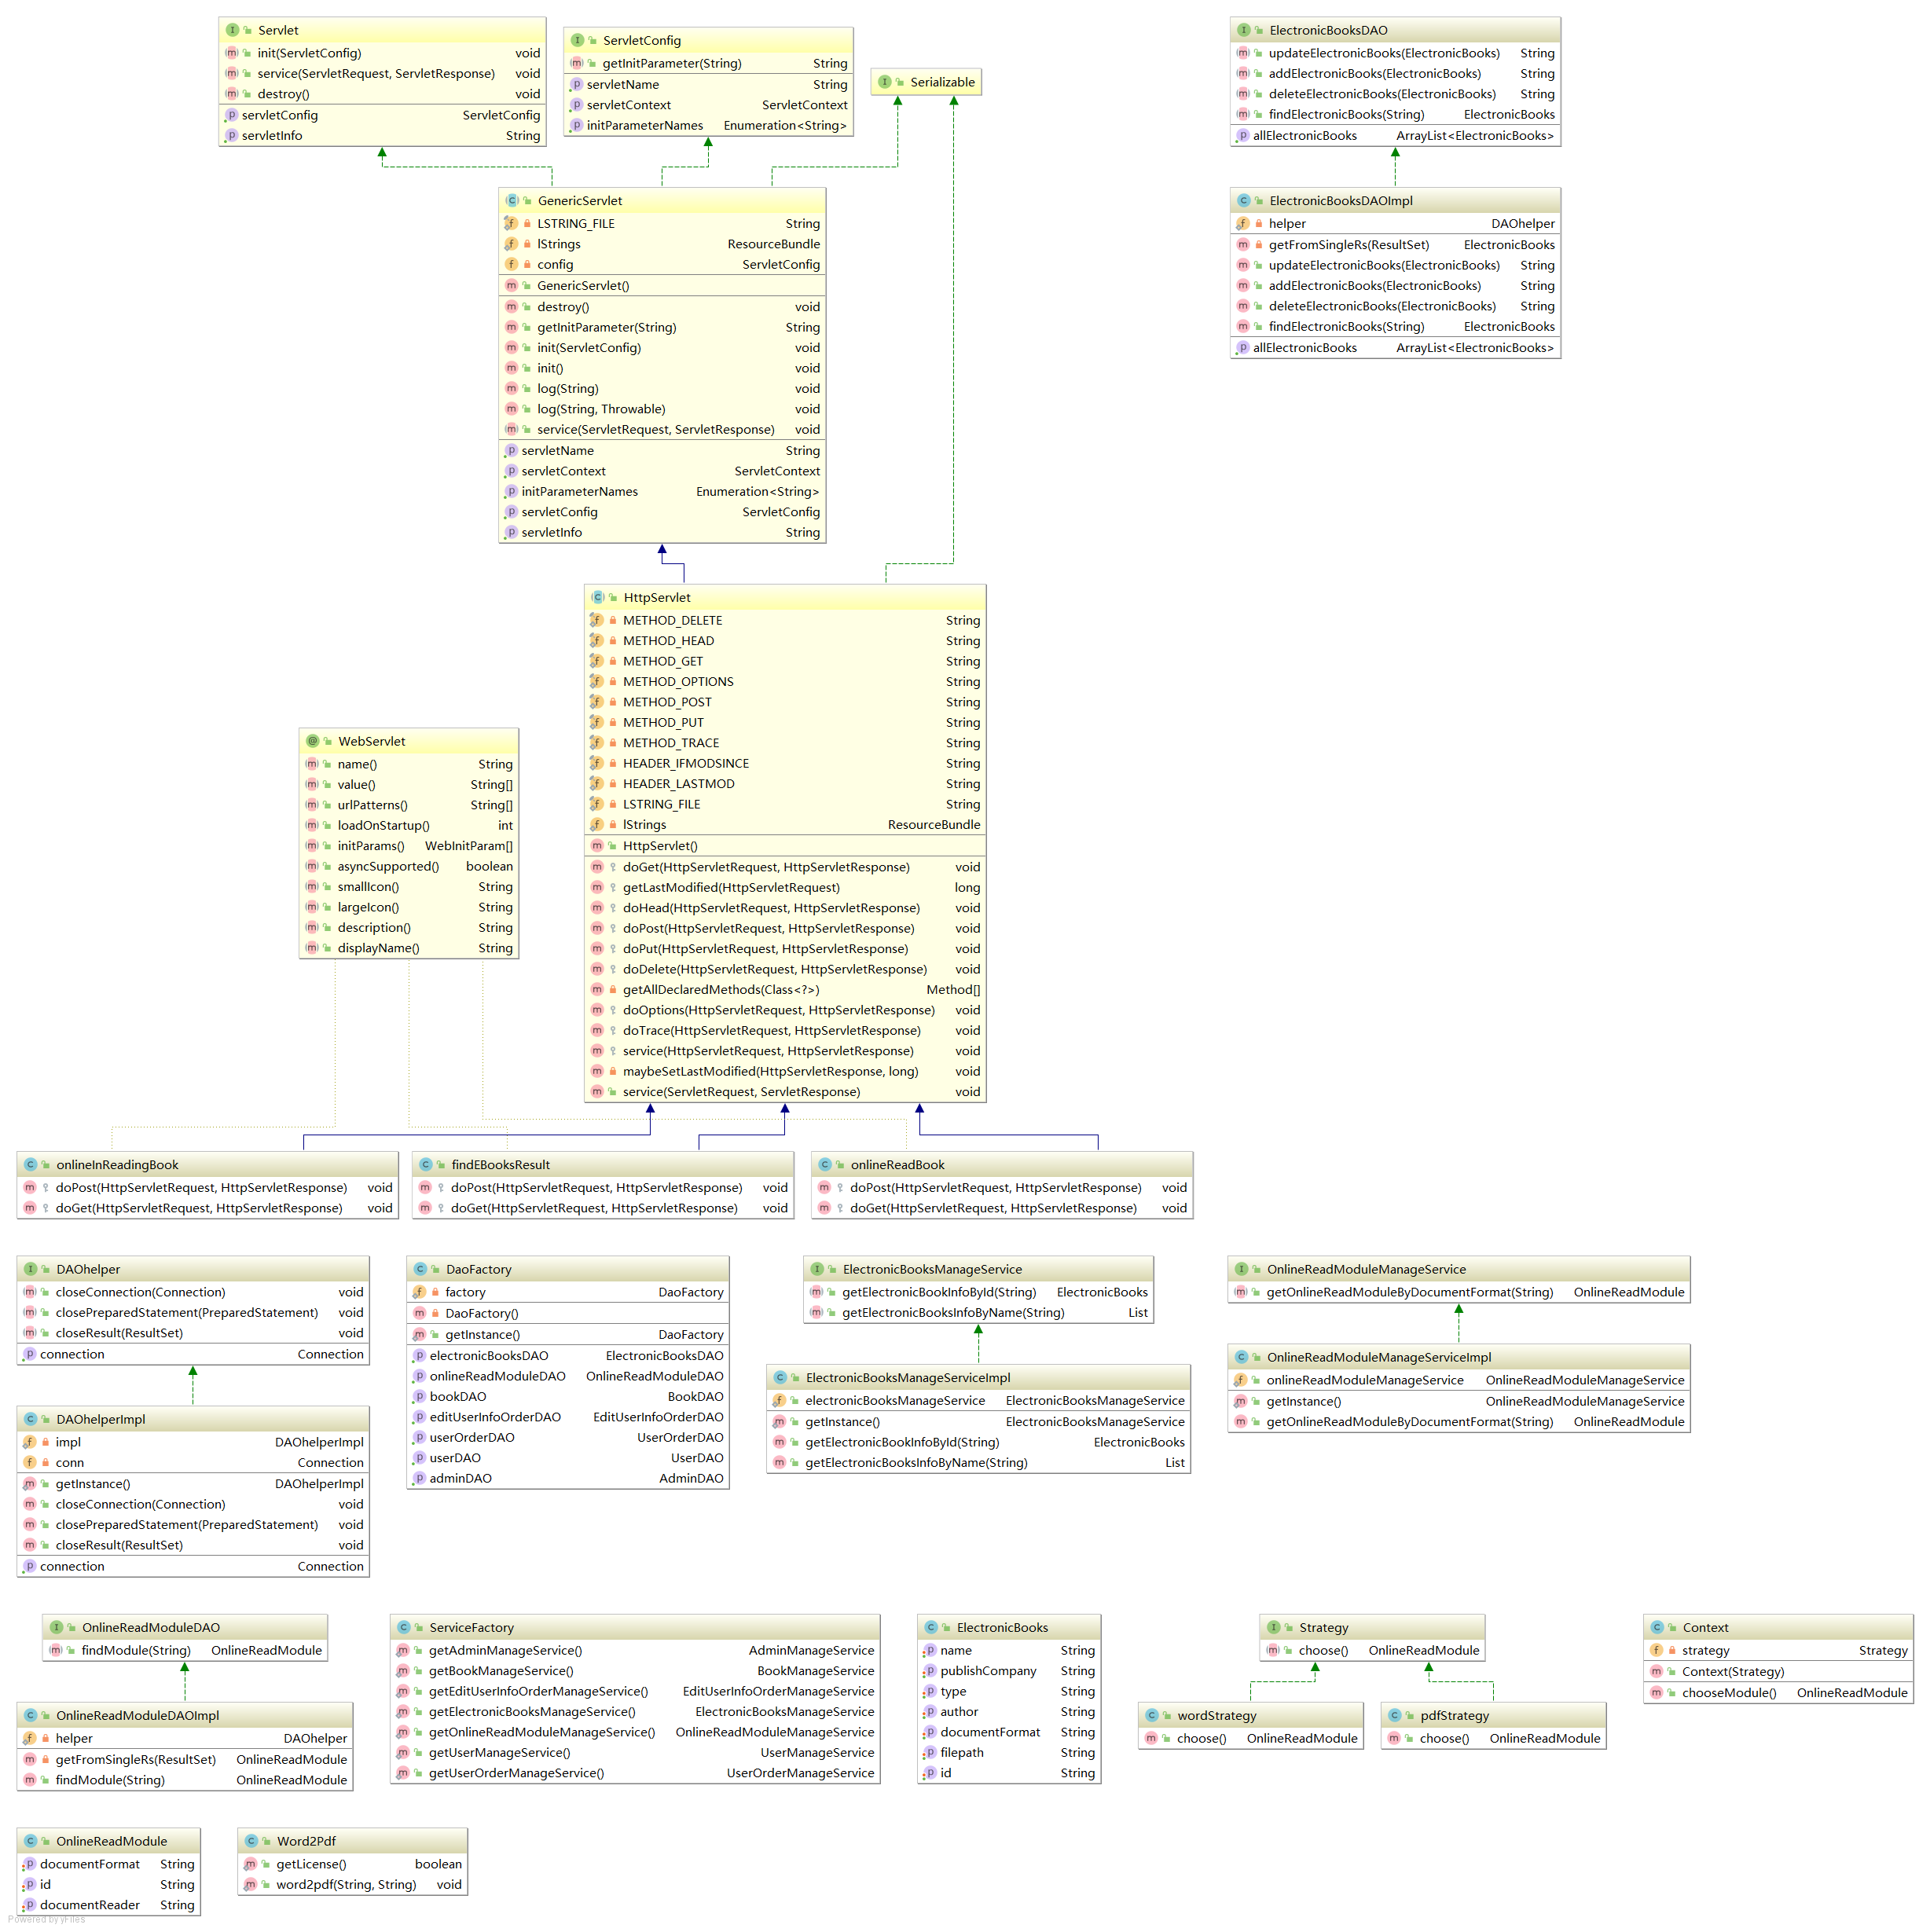 Servlet
init(ServletConfig) void
service(ServletRequest, ServletResponse) void
destroy() void
servletConfig ServletConfig
servletInfo String
ServletConfig
getInitParameter(String) String
servletName String
servletContext ServletContext
initParameterNames Enumeration<String>
Serializable
ElectronicBooksDAO
updateElectronicBooks(ElectronicBooks) String
addElectronicBooks(ElectronicBooks) String
deleteElectronicBooks(ElectronicBooks) String
findElectronicBooks(String) ElectronicBooks
allElectronicBooks ArrayList<ElectronicBooks>
GenericServlet
LSTRING_FILE String
lStrings ResourceBundle
config ServletConfig
GenericServlet()
destroy() void
getInitParameter(String) String
init(ServletConfig) void
init() void
log(String) void
log(String, Throwable) void
service(ServletRequest, ServletResponse) void
servletName String
servletContext ServletContext
initParameterNames Enumeration<String>
servletConfig ServletConfig
servletInfo String
ElectronicBooksDAOImpl
helper DAOhelper
getFromSingleRs(ResultSet) ElectronicBooks
updateElectronicBooks(ElectronicBooks) String
addElectronicBooks(ElectronicBooks) String
deleteElectronicBooks(ElectronicBooks) String
findElectronicBooks(String) ElectronicBooks
allElectronicBooks ArrayList<ElectronicBooks>
HttpServlet
METHOD_DELETE String
METHOD_HEAD String
METHOD_GET String
METHOD_OPTIONS String
METHOD_POST String
METHOD_PUT String
METHOD_TRACE String
HEADER_IFMODSINCE String
HEADER_LASTMOD String
LSTRING_FILE String
lStrings ResourceBundle
HttpServlet()
doGet(HttpServletRequest, HttpServletResponse) void
getLastModified(HttpServletRequest) long
doHead(HttpServletRequest, HttpServletResponse) void
doPost(HttpServletRequest, HttpServletResponse) void
doPut(HttpServletRequest, HttpServletResponse) void
doDelete(HttpServletRequest, HttpServletResponse) void
getAllDeclaredMethods(Class<?>) Method[]
doOptions(HttpServletRequest, HttpServletResponse) void
doTrace(HttpServletRequest, HttpServletResponse) void
service(HttpServletRequest, HttpServletResponse) void
maybeSetLastModified(HttpServletResponse, long) void
service(ServletRequest, ServletResponse) void
WebServlet
name() String
value() String[]
urlPatterns() String[]
loadOnStartup() int
initParams() WebInitParam[]
asyncSupported() boolean
smallIcon() String
largeIcon() String
description() String
displayName() String
onlineInReadingBook
doPost(HttpServletRequest, HttpServletResponse) void
doGet(HttpServletRequest, HttpServletResponse) void
findEBooksResult
doPost(HttpServletRequest, HttpServletResponse) void
doGet(HttpServletRequest, HttpServletResponse) void
onlineReadBook
doPost(HttpServletRequest, HttpServletResponse) void
doGet(HttpServletRequest, HttpServletResponse) void
DAOhelper
closeConnection(Connection) void
closePreparedStatement(PreparedStatement) void
closeResult(ResultSet) void
connection Connection
DAOhelperImpl
impl DAOhelperImpl
conn Connection
getInstance() DAOhelperImpl
closeConnection(Connection) void
closePreparedStatement(PreparedStatement) void
closeResult(ResultSet) void
connection Connection
DaoFactory
factory DaoFactory
DaoFactory()
getInstance() DaoFactory
electronicBooksDAO ElectronicBooksDAO
onlineReadModuleDAO OnlineReadModuleDAO
bookDAO BookDAO
editUserInfoOrderDAO EditUserInfoOrderDAO
userOrderDAO UserOrderDAO
userDAO UserDAO
adminDAO AdminDAO
ElectronicBooksManageService
getElectronicBookInfoById(String) ElectronicBooks
getElectronicBooksInfoByName(String) List
ElectronicBooksManageServiceImpl
electronicBooksManageService ElectronicBooksManageService
getInstance() ElectronicBooksManageService
getElectronicBookInfoById(String) ElectronicBooks
getElectronicBooksInfoByName(String) List
OnlineReadModuleManageService
getOnlineReadModuleByDocumentFormat(String) OnlineReadModule
OnlineReadModuleManageServiceImpl
onlineReadModuleManageService OnlineReadModuleManageService
getInstance() OnlineReadModuleManageService
getOnlineReadModuleByDocumentFormat(String) OnlineReadModule
OnlineReadModuleDAO
findModule(String) OnlineReadModule
OnlineReadModuleDAOImpl
helper DAOhelper
getFromSingleRs(ResultSet) OnlineReadModule
findModule(String) OnlineReadModule
ServiceFactory
getAdminManageService() AdminManageService
getBookManageService() BookManageService
getEditUserInfoOrderManageService() EditUserInfoOrderManageService
getElectronicBooksManageService() ElectronicBooksManageService
getOnlineReadModuleManageService() OnlineReadModuleManageService
getUserManageService() UserManageService
getUserOrderManageService() UserOrderManageService
ElectronicBooks
name String
publishCompany String
type String
author String
documentFormat String
filepath String
id String
Strategy
choose() OnlineReadModule
wordStrategy
choose() OnlineReadModule
pdfStrategy
choose() OnlineReadModule
Context
strategy Strategy
Context(Strategy)
chooseModule() OnlineReadModule
OnlineReadModule
documentFormat String
id String
documentReader String
Word2Pdf
getLicense() boolean
word2pdf(String, String) void
Powered by yFiles